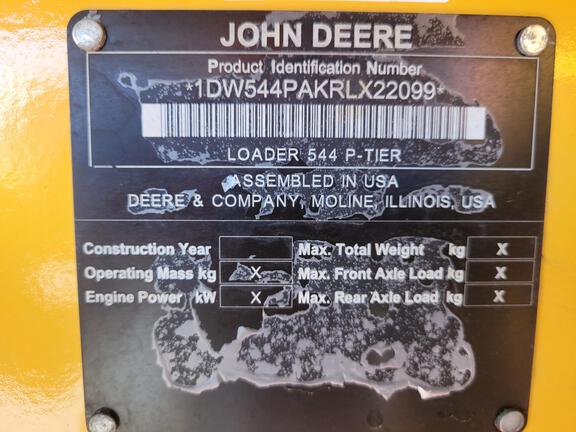 JOHN DEERE
Product Identification Number
*1DW544PAKRLX22099*
LOADER 544 P-TIER
ASSEMBLED IN USA
DEERE & COMPANY, MOLINE, ILLINOIS, USA
Construction Year Max. Total Weight kg X
Operating Mass kg X Max. Front Axle Load kg X
Engine Power kW X Max. Rear Axle Load kg X